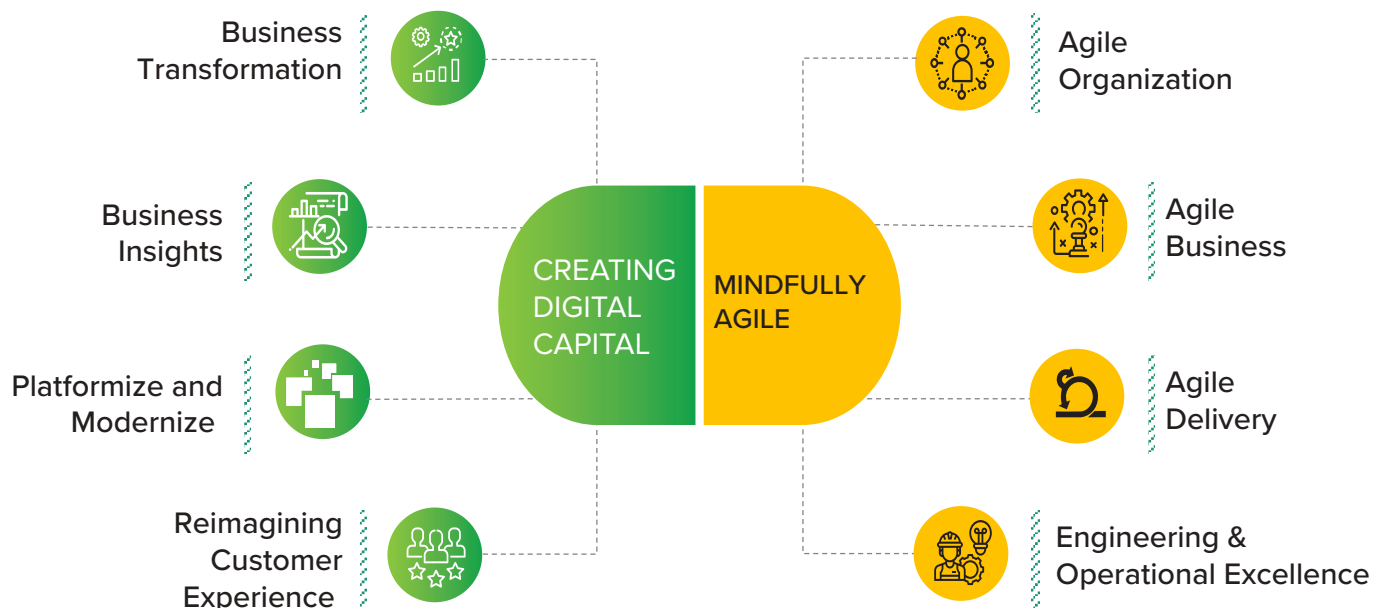 Business
Transformation
Business
Insights
Platformize and
Modernize
Reimagining
Customer
Experience
CREATING
DIGITAL
CAPITAL
MINDFULLY
AGILE
Agile
Organization
Agile
Business
Agile
Delivery
Engineering &
Operational Excellence